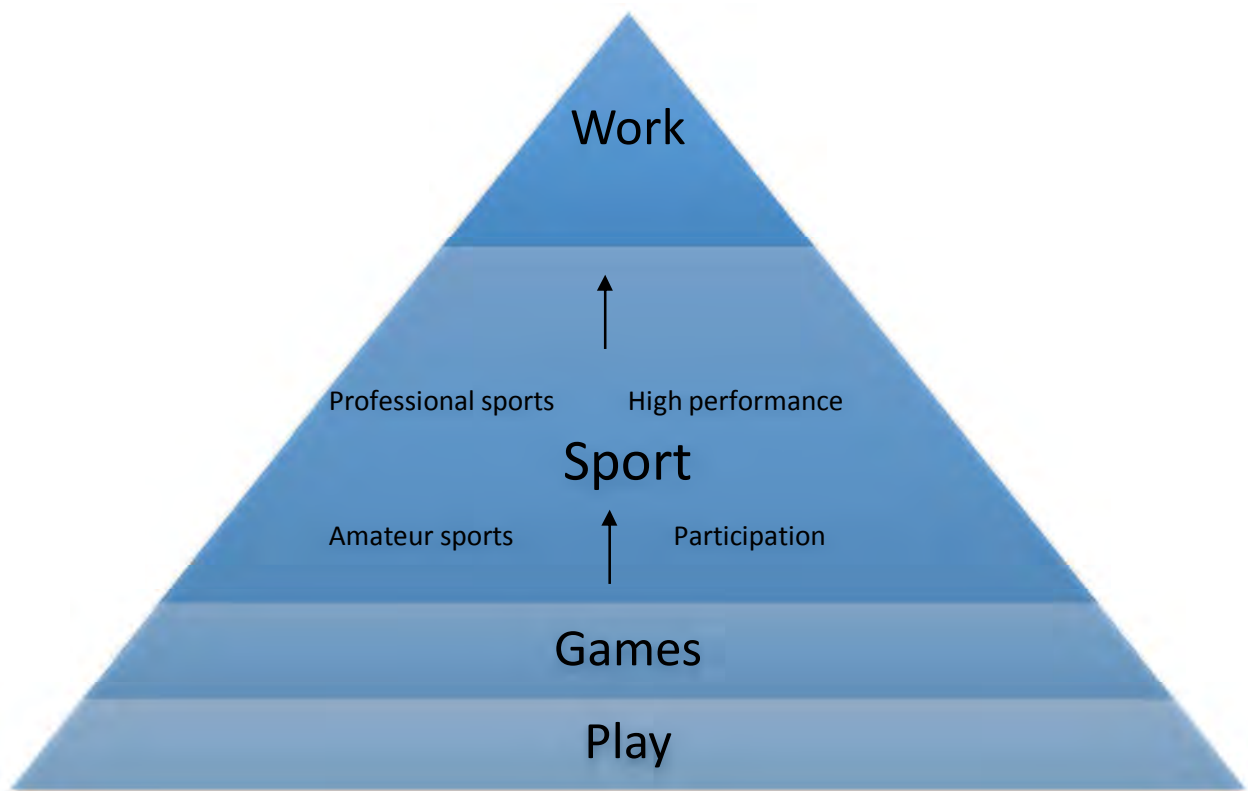 Work
Professional sports High performance
Sport
Amateur sports Participation
Games
Play